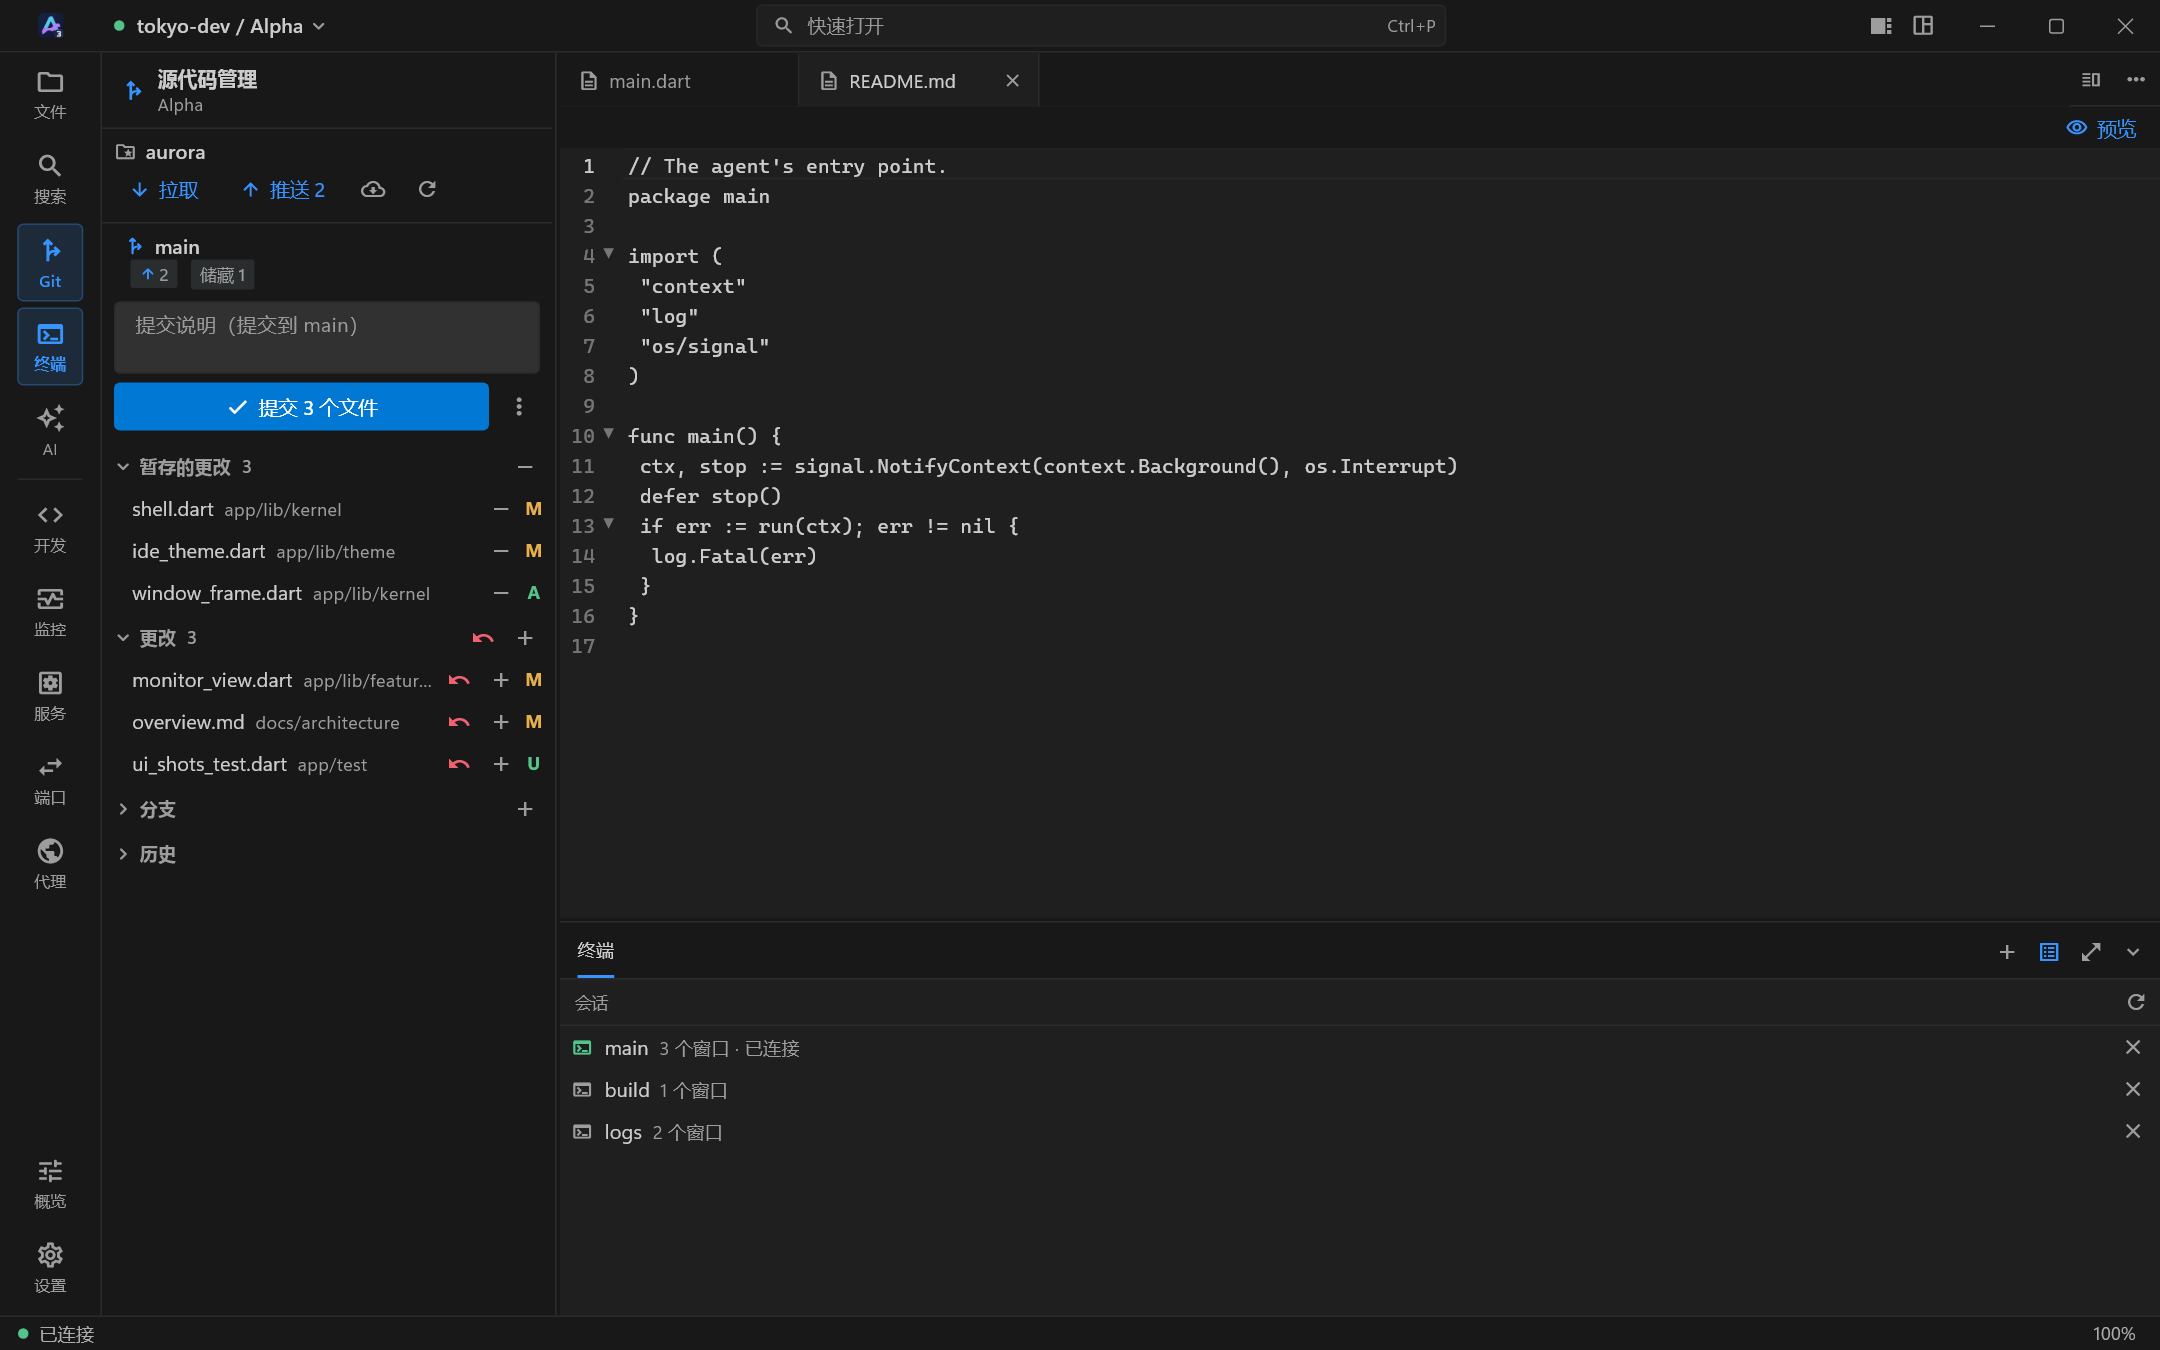 tokyo-dev / Alpha
快速打开
Ctrl+P
文件
搜索
Git
终端
AI
开发
监控
服务
端口
代理
概览
设置
源代码管理
Alpha
aurora
拉取
推送 2
main
2
储藏 1
提交说明（提交到 main）
提交 3 个文件
暂存的更改 3
shell.dart app/lib/kernel M
ide_theme.dart app/lib/theme M
window_frame.dart app/lib/kernel A
更改 3
monitor_view.dart app/lib/featur... M
overview.md docs/architecture M
ui_shots_test.dart app/test U
分支
历史
main.dart
README.md
预览
1 // The agent's entry point.
2 package main
3
4 import (
5 "context"
6 "log"
7 "os/signal"
8 )
9
10 func main() {
11 ctx, stop := signal.NotifyContext(context.Background(), os.Interrupt)
12 defer stop()
13 if err := run(ctx); err != nil {
14 log.Fatal(err)
15 }
16 }
17
终端
会话
main 3 个窗口 · 已连接
build 1 个窗口
logs 2 个窗口
已连接
100%